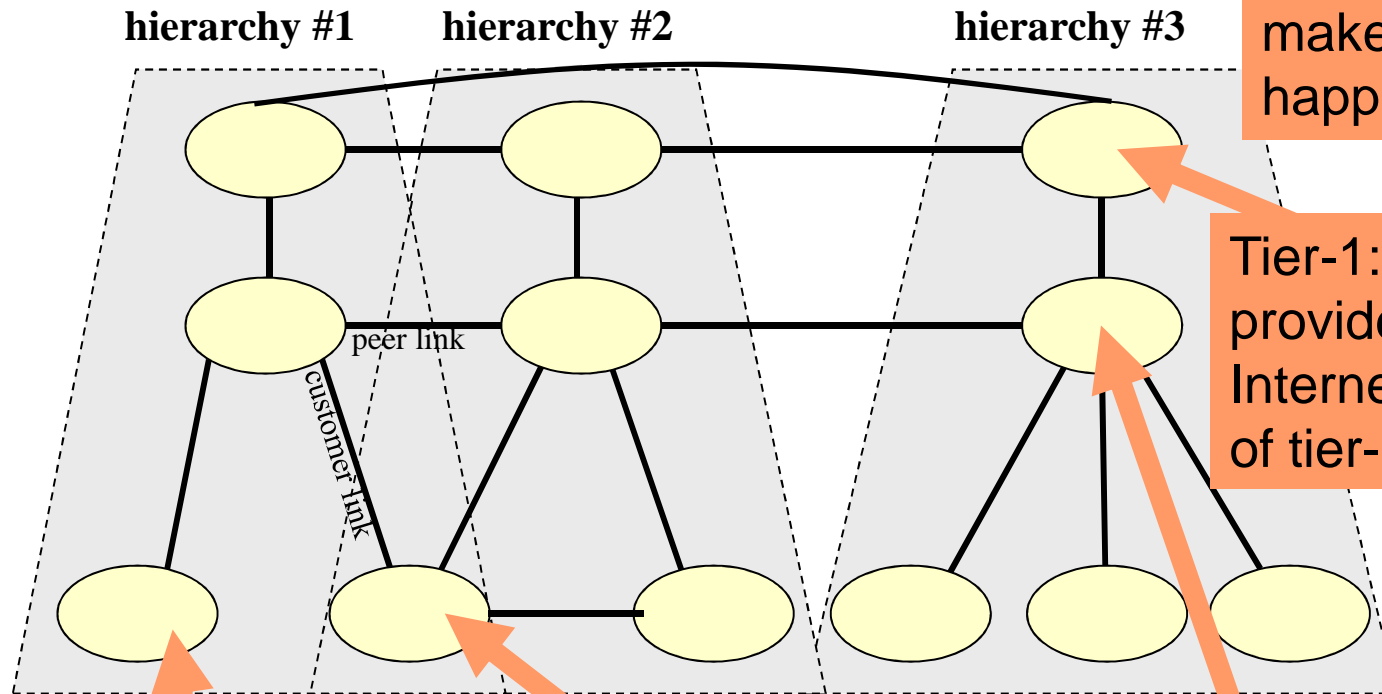 hierarchy #1
hierarchy #2
hierarchy #3
make
happ
Tier-1:
provide
Interne
of tier-
peer link
customer link